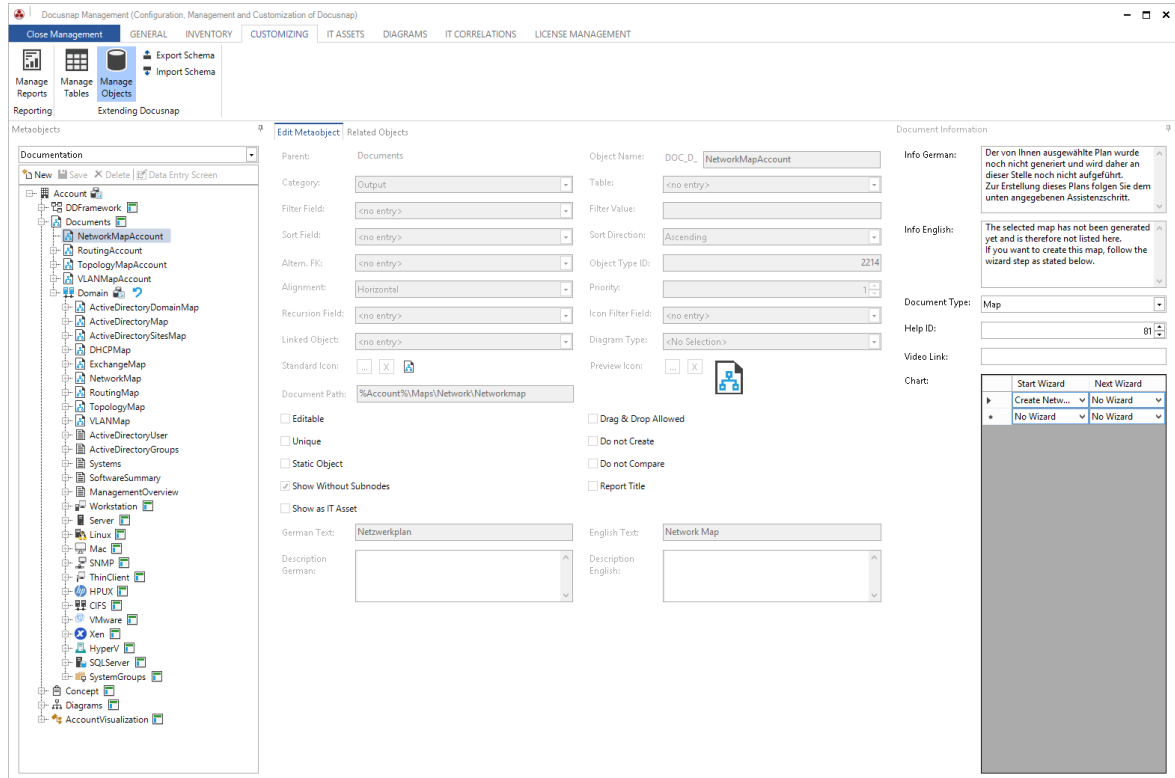 Docusnap Management (Configuration, Management and Customization of Docusnap)
Close Management GENERAL INVENTORY CUSTOMIZING IT ASSETS DIAGRAMS IT CORRELATIONS LICENSE MANAGEMENT
Manage Reports
Manage Tables
Manage Objects
Export Schema
Import Schema
Reporting
Extending Docusnap
Metaobjects
Documentation
New Save Delete Data Entry Screen
Account
DDFramework
Documents
NetworkMapAccount
RoutingAccount
TopologyMapAccount
VLANMapAccount
Domain
ActiveDirectoryDomainMap
ActiveDirectoryMap
ActiveDirectorySitesMap
DHCPMap
ExchangeMap
NetworkMap
RoutingMap
TopologyMap
VLANMap
ActiveDirectoryUser
ActiveDirectoryGroups
Systems
SoftwareSummary
ManagementOverview
Workstation
Server
Linux
Mac
SNMP
ThinClient
HPUX
CIFS
VMware
Xen
HyperV
SQLServer
SystemGroups
Concept
Diagrams
AccountVisualization
Edit Metaobject Related Objects
Parent: Documents Object Name: DOC_D_ NetworkMapAccount
Category: Output Table: <no entry>
Filter Field: <no entry> Filter Value:
Sort Field: <no entry> Sort Direction: Ascending
Altern. FK: <no entry> Object Type ID: 2214
Alignment: Horizontal Priority: 1
Recursion Field: <no entry> Icon Filter Field: <no entry>
Linked Object: <no entry> Diagram Type: <No Selection>
Standard Icon: ... X Preview Icon: ... X
Document Path: %Account%\Maps\Network\Networkmap
Editable Drag & Drop Allowed
Unique Do not Create
Static Object Do not Compare
Show Without Subnodes Report Title
Show as IT Asset
German Text: Netzwerkplan English Text: Network Map
Description German:
Description English:
Document Information
Info German:
Der von Ihnen ausgewählte Plan wurde
noch nicht generiert und wird daher an
dieser Stelle noch nicht aufgeführt.
Zur Erstellung dieses Plans folgen Sie dem
unten angegebenen Assistenzschritt.
Info English:
The selected map has not been generated
yet and is therefore not listed here.
If you want to create this map, follow the
wizard step as stated below.
Document Type: Map
Help ID: 81
Video Link:
Chart:
Start Wizard Next Wizard
Create Netw... No Wizard
No Wizard No Wizard